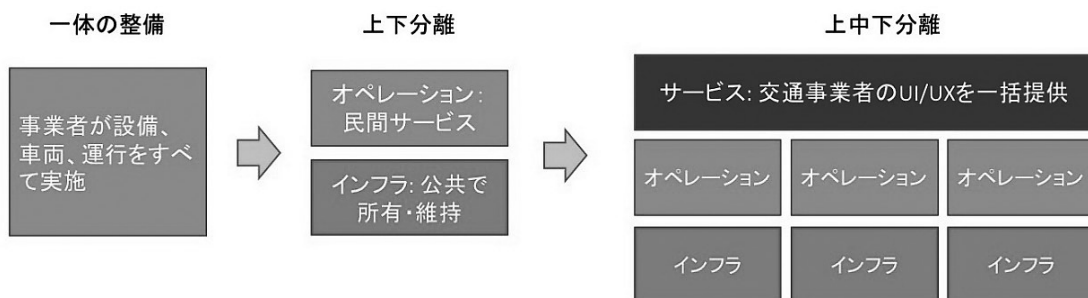 一体の整備
上下分離
上中下分離
事業者が設備、
車両、運行をすべ
て実施
オペレーション:
民間サービス
インフラ: 公共で
所有・維持
サービス: 交通事業者のUI/UXを一括提供
オペレーション
オペレーション
オペレーション
インフラ
インフラ
インフラ